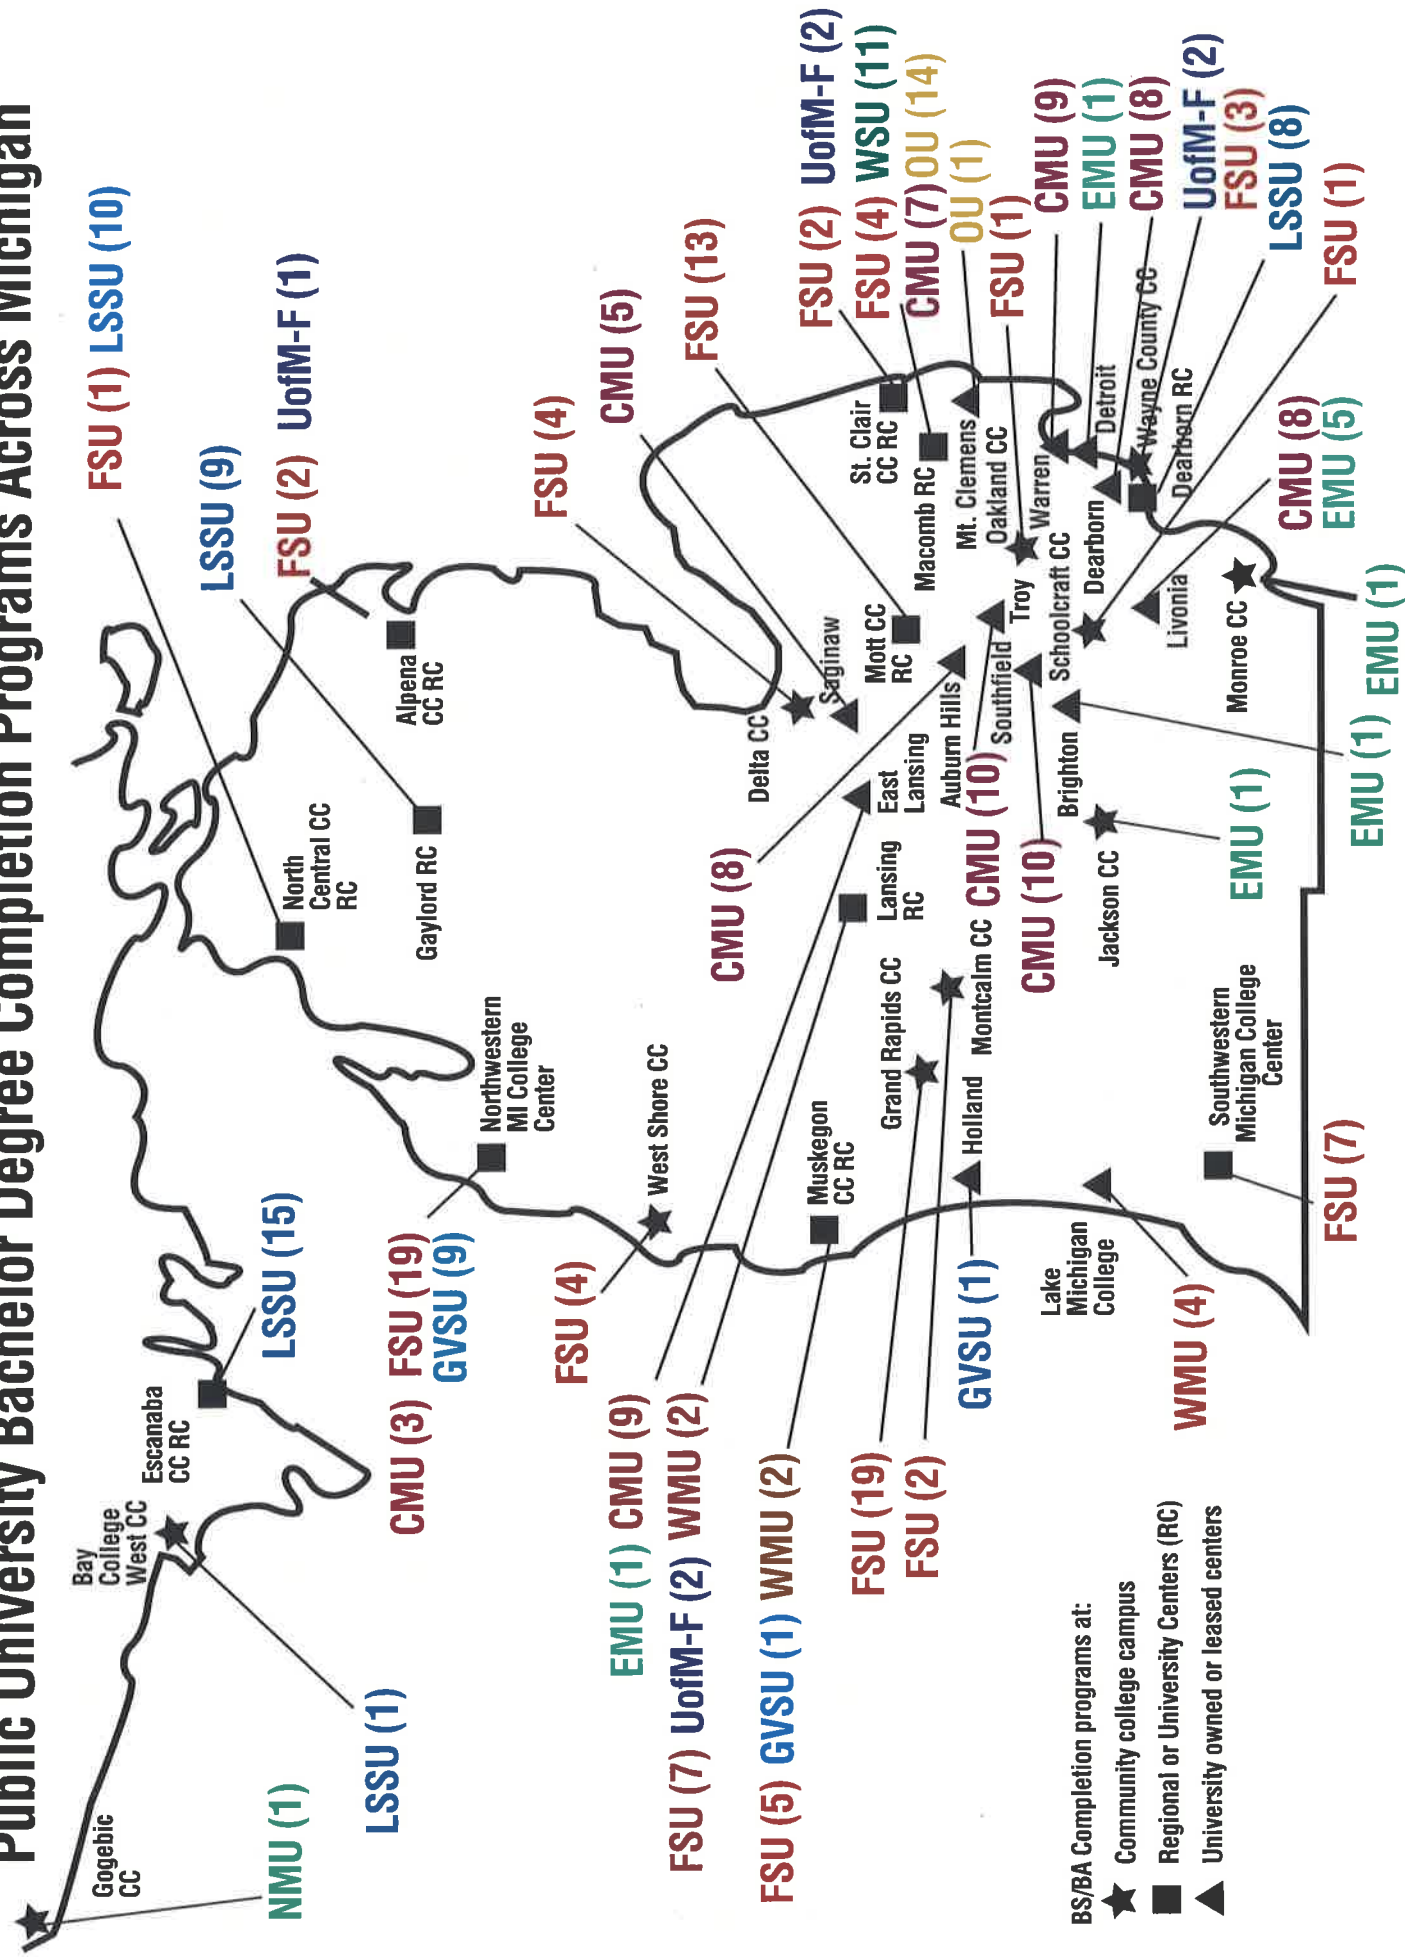 Public University Bachelor Degree Completion Programs Across Michigan
FSU (1) LSSU (10)
LSSU (9)
FSU (2) UofM-F (1)
FSU (4)
CMU (5)
FSU (13)
FSU (2) UofM-F (2)
FSU (4) WSU (11)
CMU (7) OU (14)
OU (1)
FSU (1)
CMU (9)
EMU (1)
CMU (8)
UofM-F (2)
FSU (3)
LSSU (8)
FSU (1)
CMU (8)
EMU (5)
EMU (1)
EMU (1)
EMU (1)
Gogebic
CC
NMU (1)
Bay
College
West CC
LSSU (1)
Escanaba
CC RC
LSSU (15)
North
Central CC
RC
Gaylord RC
Alpena
CC RC
Northwestern
MI College
Center
CMU (3) FSU (19)
GVSU (9)
West Shore CC
FSU (4)
EMU (1) CMU (9)
FSU (7) UofM-F (2) WMU (2)
FSU (5) GVSU (1) WMU (2)
FSU (19)
FSU (2)
GVSU (1)
WMU (4)
FSU (7)
Muskegon
CC RC
Grand Rapids CC
Montcalm CC
Holland
Lake
Michigan
College
Southwestern
Michigan College
Center
Delta CC
Saginaw
Mott CC
RC
East
Lansing
Lansing
RC
CMU (8)
Auburn Hills
CMU (10)
Southfield
CMU (10)
Troy
Brighton
Jackson CC
St. Clair
CC RC
Macomb RC
Mt. Clemens
Oakland CC
Warren
Schoolcraft CC
Dearborn
Detroit
Wayne County CC
Dearborn RC
Livonia
Monroe CC
BS/BA Completion programs at:
Community college campus
Regional or University Centers (RC)
University owned or leased centers